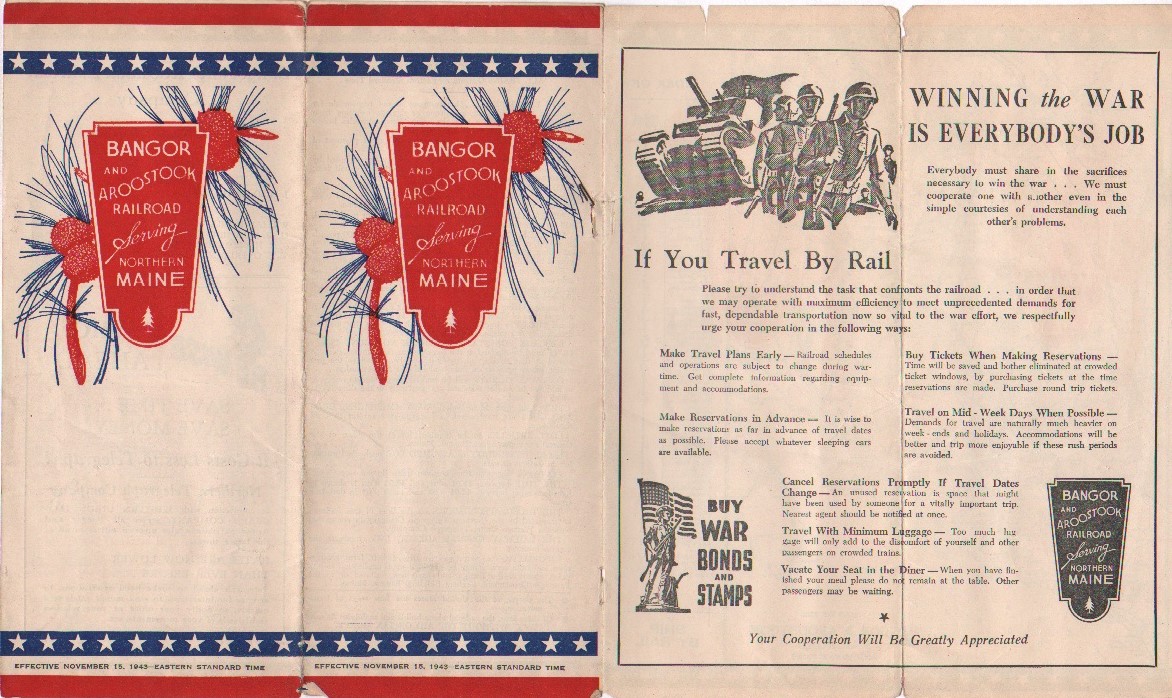 BANGOR
AND
AROOSTOOK
RAILROAD
Serving
NORTHERN
MAINE
EFFECTIVE NOVEMBER 15, 1943—EASTERN STANDARD TIME
BANGOR
AND
AROOSTOOK
RAILROAD
Serving
NORTHERN
MAINE
EFFECTIVE NOVEMBER 15, 1943—EASTERN STANDARD TIME
WINNING the WAR
IS EVERYBODY'S JOB
Everybody must share in the sacrifices
necessary to win the war . . . We must
cooperate one with another even in the
simple courtesies of understanding each
other's problems.
If You Travel By Rail
Please try to understand the task that confronts the railroad . . . in order that
we may operate with maximum efficiency to meet unprecedented demands for
fast, dependable transportation now so vital to the war effort, we respectfully
urge your cooperation in the following ways:
Make Travel Plans Early — Railroad schedules
and operations are subject to change during war-
time. Get complete information regarding equip-
ment and accommodations.
Make Reservations in Advance — It is wise to
make reservations as far in advance of travel dates
as possible. Please accept whatever sleeping cars
are available.
Buy Tickets When Making Reservations —
Time will be saved and bother eliminated at crowded
ticket windows, by purchasing tickets at the time
reservations are made. Purchase round trip tickets.
Travel on Mid - Week Days When Possible —
Demands for travel are naturally much heavier on
week - ends and holidays. Accommodations will be
better and trip more enjoyable if these rush periods
are avoided.
Cancel Reservations Promptly If Travel Dates
Change — An unused reservation is space that might
have been used by someone for a vitally important trip.
Nearest agent should be notified at once.
Travel With Minimum Luggage — Too much lug-
gage will only add to the discomfort of yourself and other
passengers on crowded trains.
Vacate Your Seat in the Diner — When you have fin-
ished your meal please do not remain at the table. Other
passengers may be waiting.
BUY
WAR
BONDS
AND
STAMPS
BANGOR
AND
AROOSTOOK
RAILROAD
Serving
NORTHERN
MAINE
Your Cooperation Will Be Greatly Appreciated